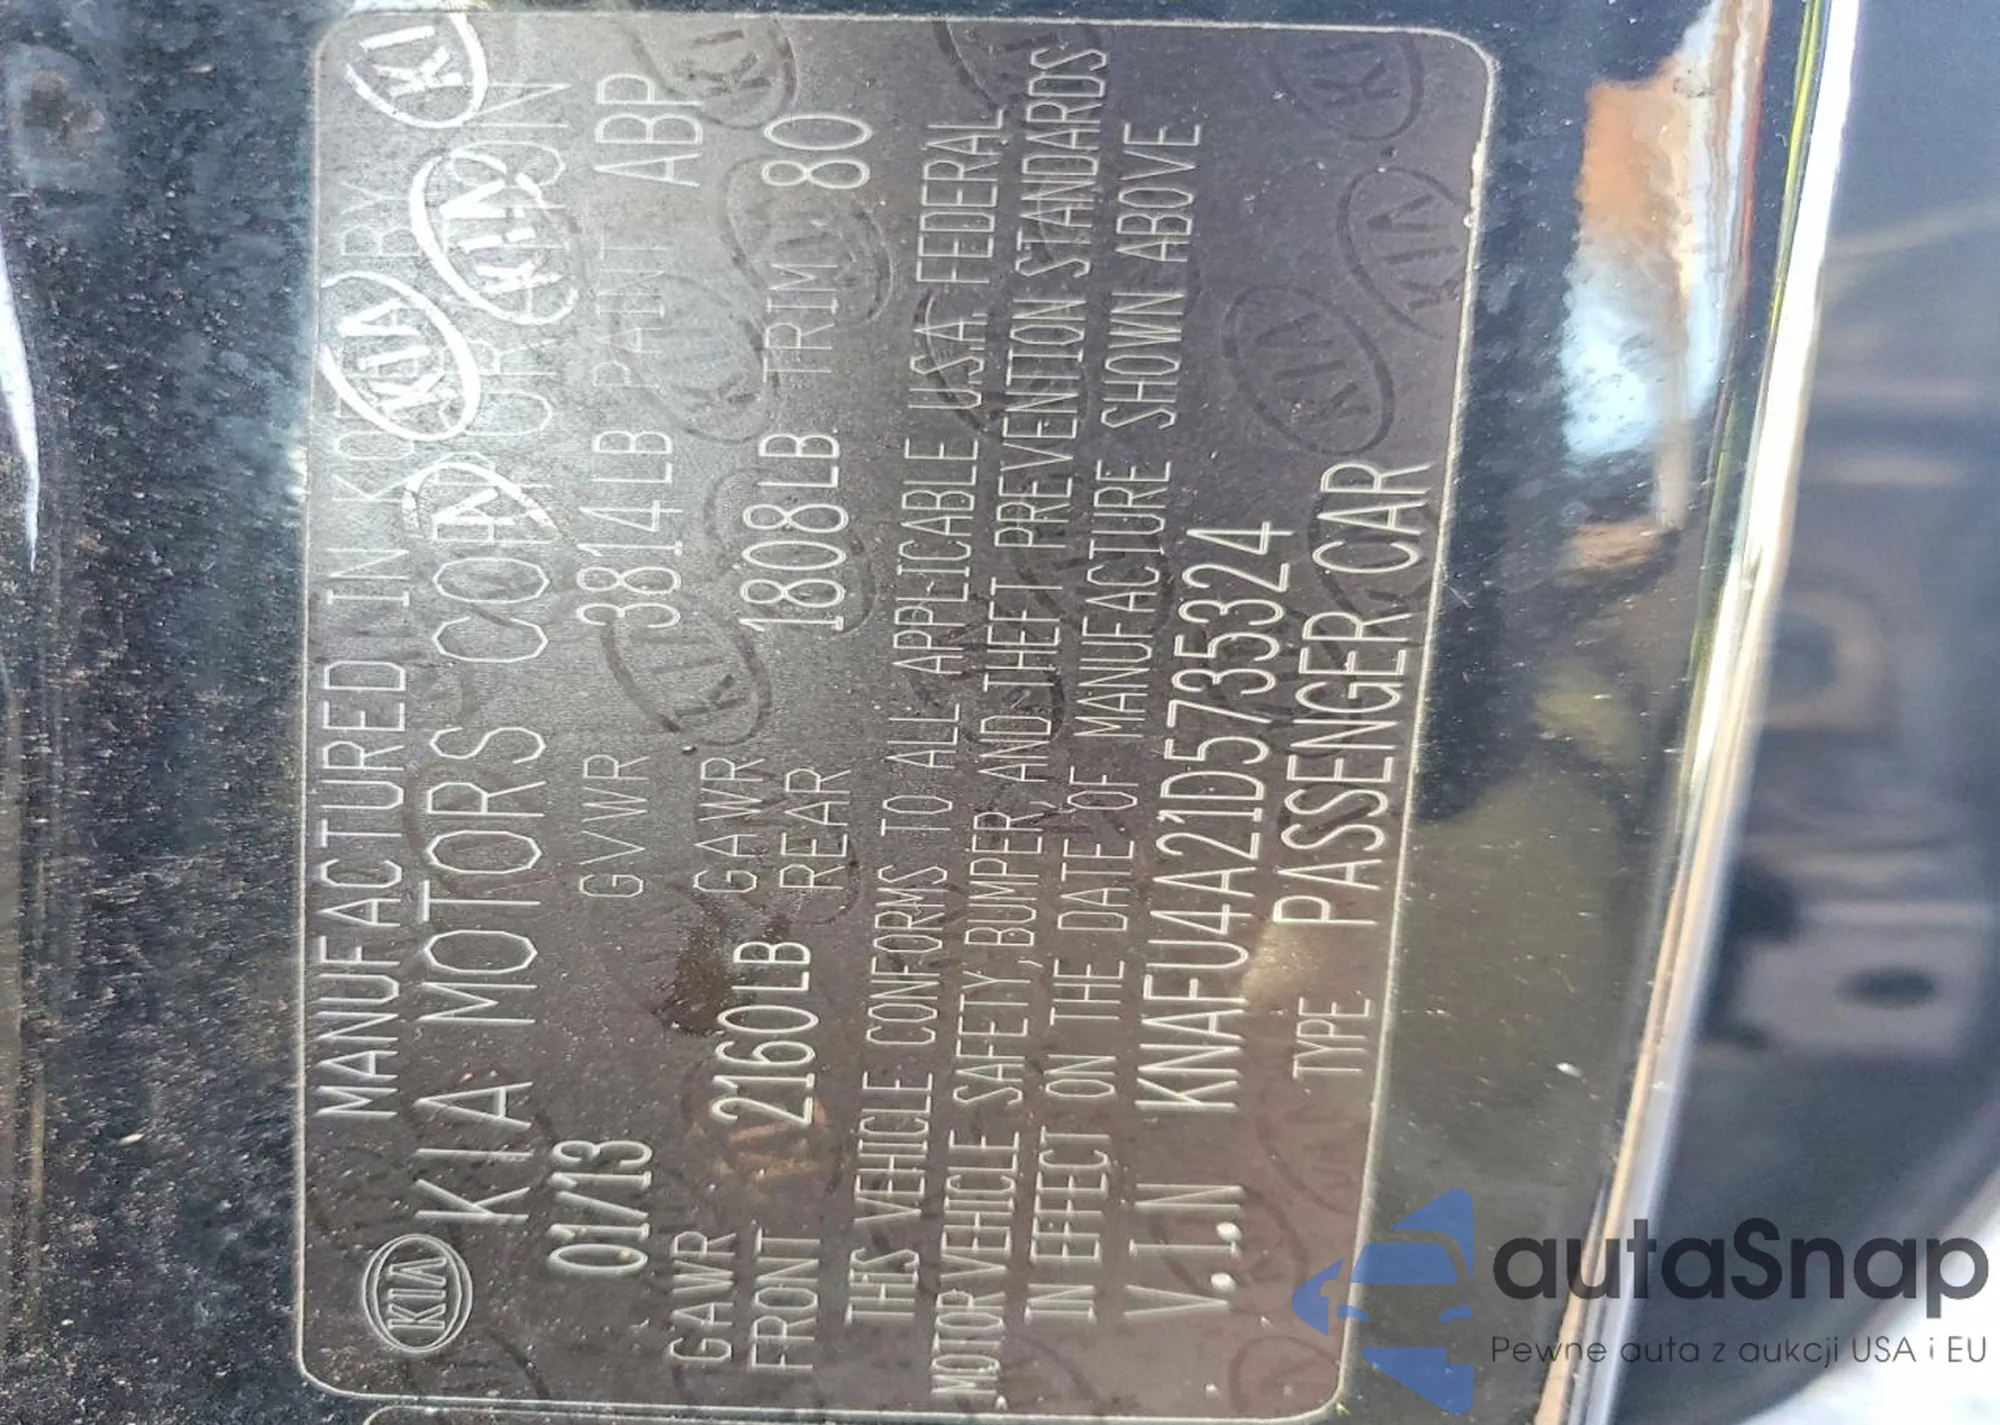 KIA MANUFACTURED IN KOREA BY
KIA MOTORS CORPORATION
01/13 GVWR 3814LB PAINT ABP
GAWR FRONT 2160LB GAWR REAR 1808LB TRIM 80
THIS VEHICLE CONFORMS TO ALL APPLICABLE U.S.A. FEDERAL
MOTOR VEHICLE SAFETY, BUMPER, AND THEFT PREVENTION STANDARDS
IN EFFECT ON THE DATE OF MANUFACTURE SHOWN ABOVE
V.I.N KNAFU4A21D5735324
TYPE PASSENGER CAR
autaSnap
Pewne auta z aukcji USA i EU